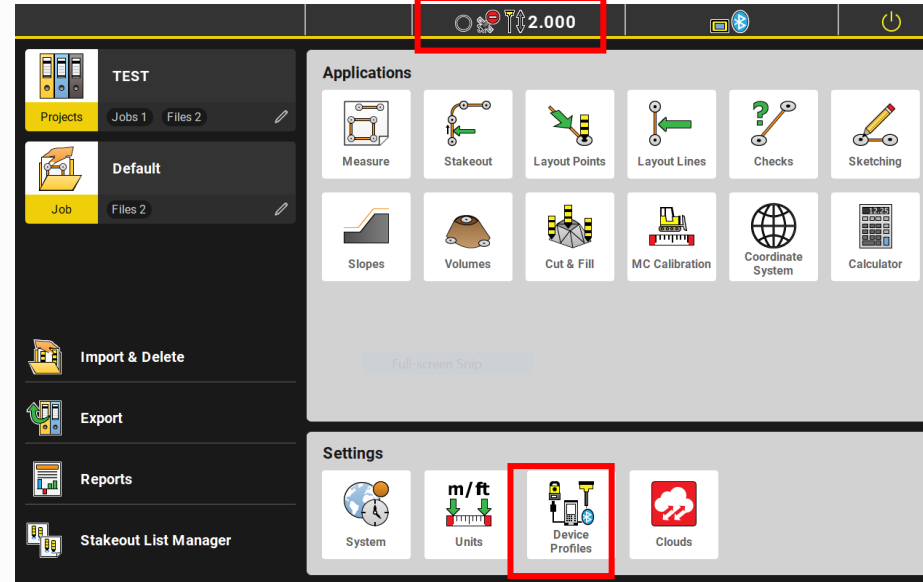 2.000
TEST
Projects
Jobs 1
Files 2
Default
Job
Files 2
Import & Delete
Export
Reports
Stakeout List Manager
Applications
Measure
Stakeout
Layout Points
Layout Lines
?
Checks
Sketching
Slopes
Volumes
Cut & Fill
MC Calibration
Coordinate
System
12.25
Calculator
Full-screen Snip
Settings
System
m/ft
Units
Device
Profiles
Clouds